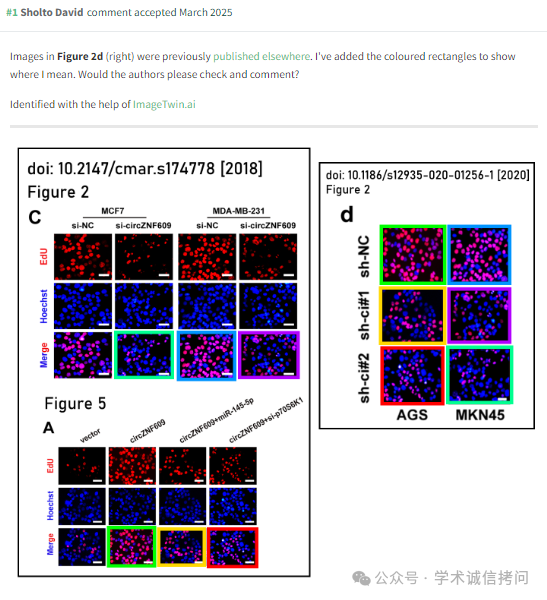 #1 Sholto David comment accepted March 2025
Images in Figure 2d (right) were previously published elsewhere. I've added the coloured rectangles to show
where I mean. Would the authors please check and comment?
Identified with the help of ImageTwin.ai
doi: 10.2147/cmar.s174778 [2018]
Figure 2
C
MCF7 MDA-MB-231
si-NC si-circZNF609 si-NC si-circZNF609
EdU
Hoechst
Merge
Figure 5
A
vector circZNF609 circZNF609+miR-145-5p circZNF609+si-p70S6K1
EdU
Hoechst
Merge
doi: 10.1186/s12935-020-01256-1 [2020]
Figure 2
d
sh-NC
sh-ci#1
sh-ci#2
AGS MKN45
公众号 · 学术诚信拷问